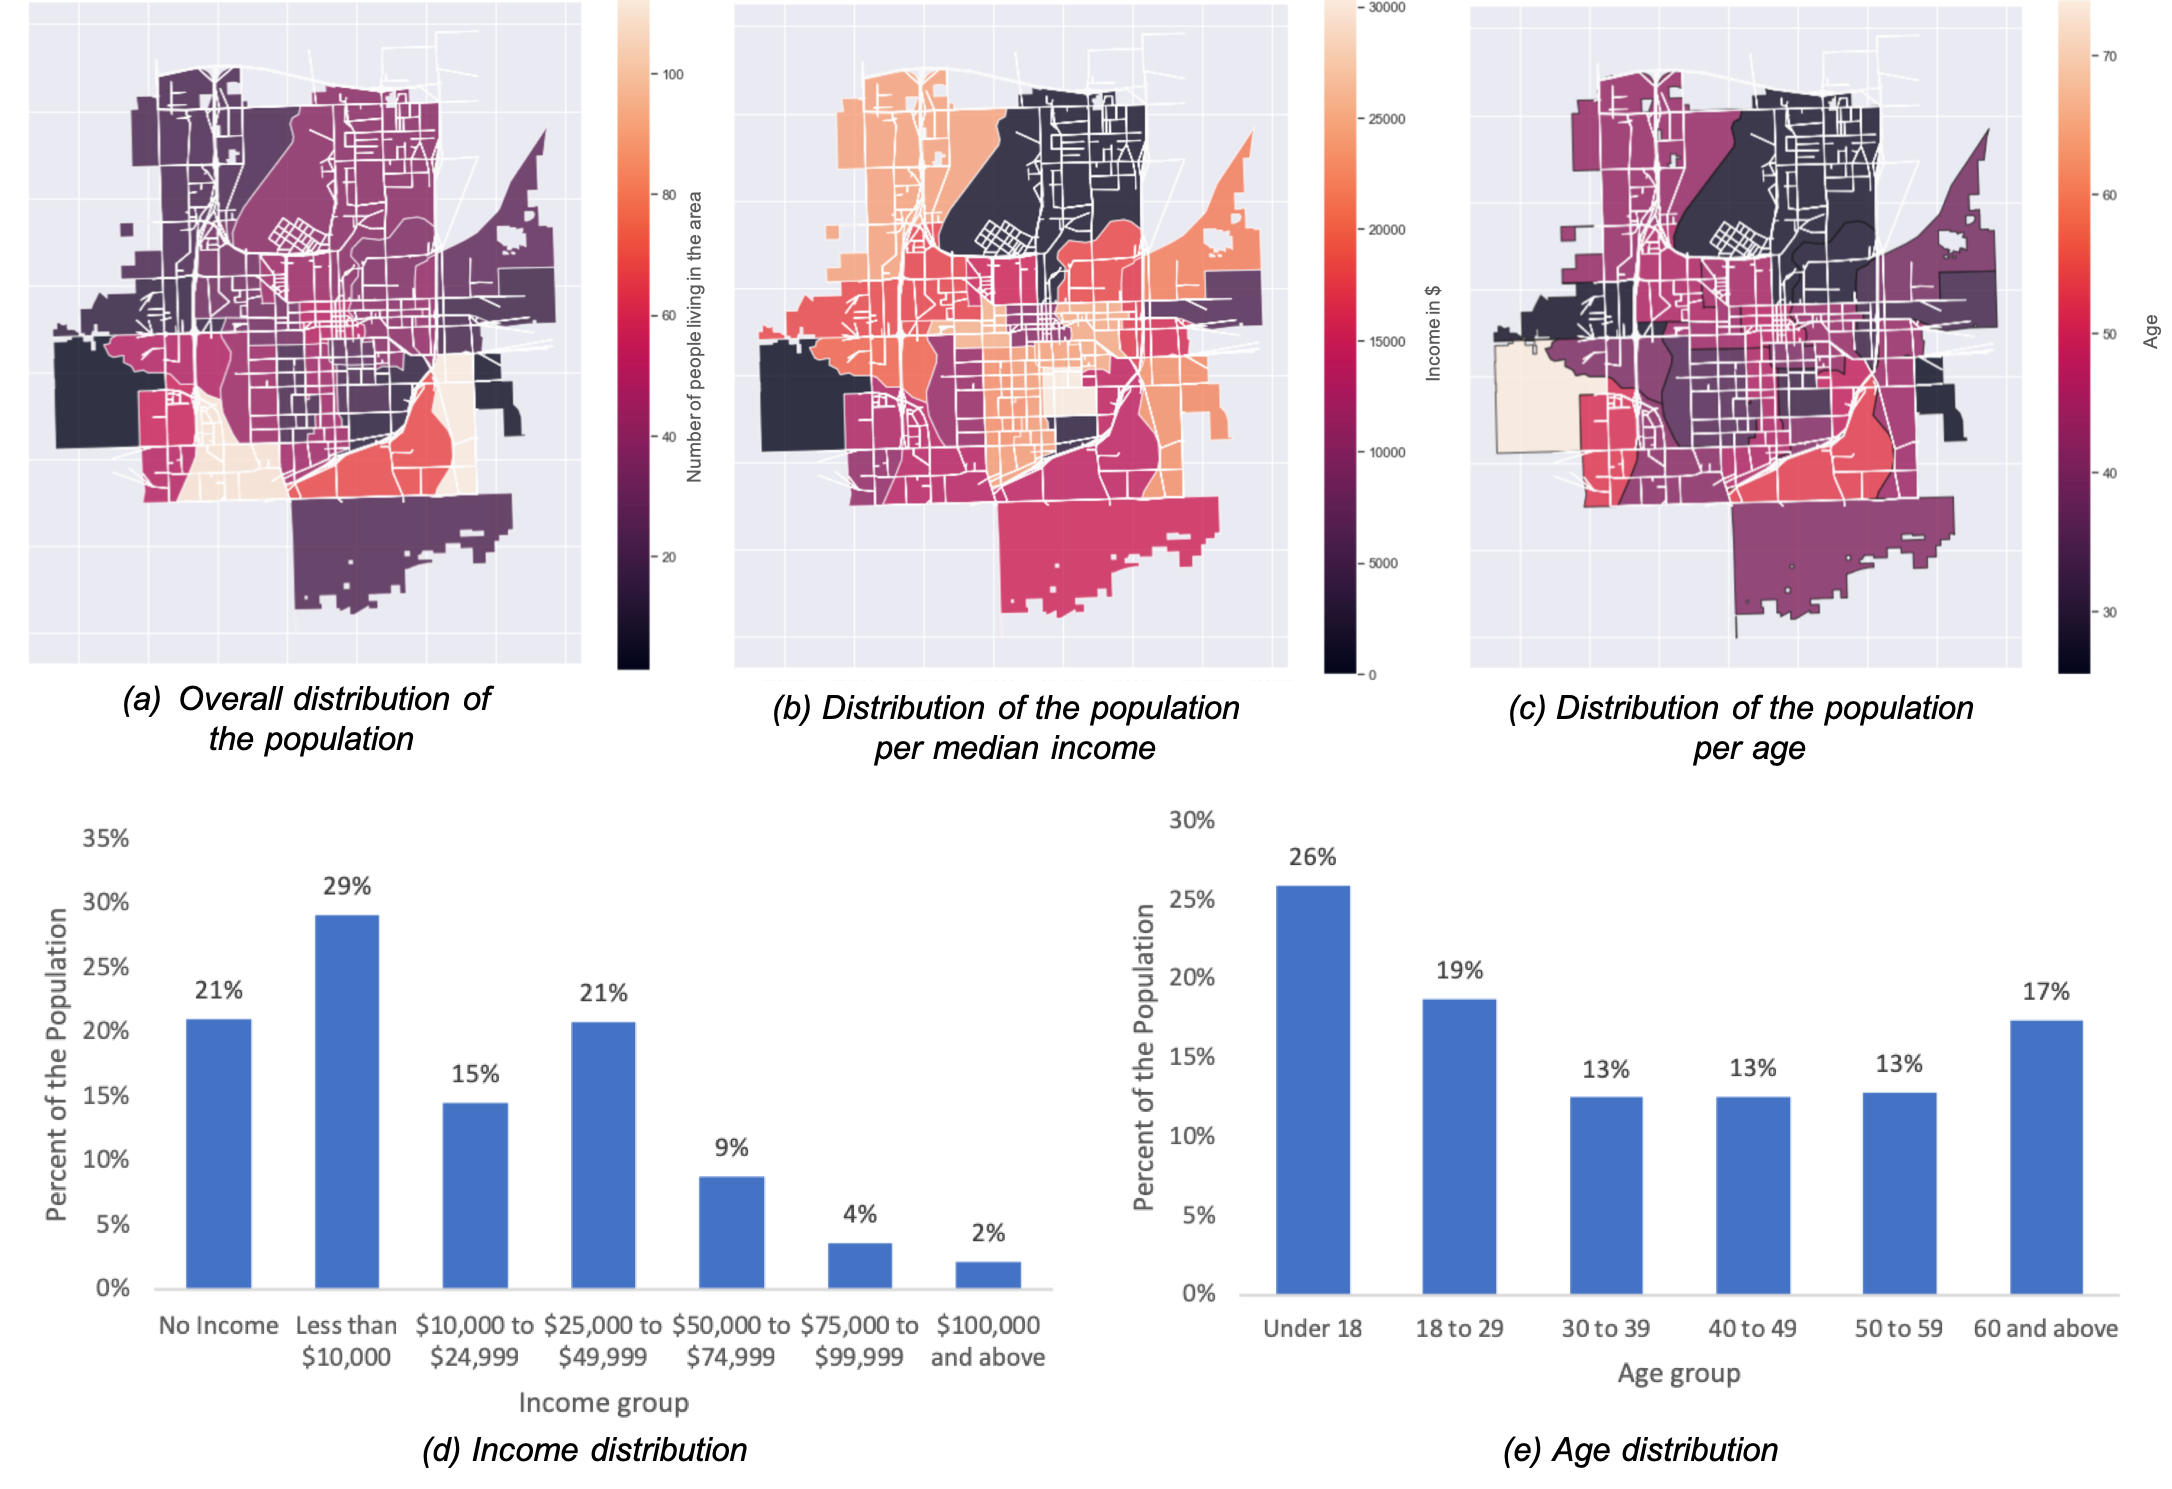 100
80
60
40
20
Number of people living in the area
(a) Overall distribution of
the population
30000
25000
20000
15000
10000
5000
0
Income in $
(b) Distribution of the population
per median income
70
60
50
40
30
Age
(c) Distribution of the population
per age
35%
30%
25%
20%
15%
10%
5%
0%
Percent of the Population
21%
29%
15%
21%
9%
4%
2%
No Income Less than $10,000 to $25,000 to $50,000 to $75,000 to $100,000
$10,000 $24,999 $49,999 $74,999 $99,999 and above
Income group
(d) Income distribution
30%
25%
20%
15%
10%
5%
0%
Percent of the Population
26%
19%
13%
13%
13%
17%
Under 18 18 to 29 30 to 39 40 to 49 50 to 59 60 and above
Age group
(e) Age distribution